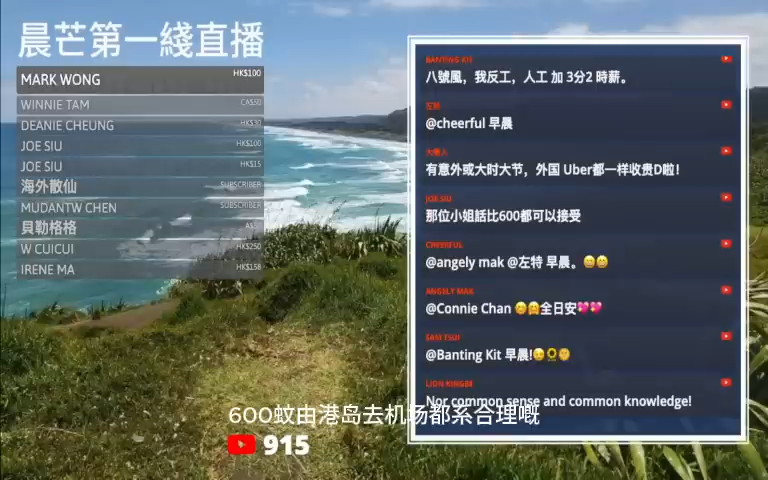 晨芒第一綫直播
MARK WONG HK$100
WINNIE TAM CA$50
DEANIE CHEUNG HK$30
JOE SIU HK$100
JOE SIU HK$15
海外散仙 SUBSCRIBER
MUDANTW CHEN SUBSCRIBER
貝勒格格
W CUICUI HK$250
IRENE MA HK$158
BANTING KIT
八號風，我反工，人工 加 3分2 時薪。
左特
@cheerful 早晨
有意外或大时大节，外国 Uber都一样收贵D啦！
JOE SIU
那位小姐話比600都可以接受
CHEERFUL
@angely mak @左特 早晨。😄😄
ANGELY MAK
@Connie Chan 😊🤗全日安💖💖
SAM TSUI
@Banting Kit 早晨!😊🌻😊
LION KINGEE
Nor common sense and common knowledge!
600蚊由港岛去机场都系合理嘅
915